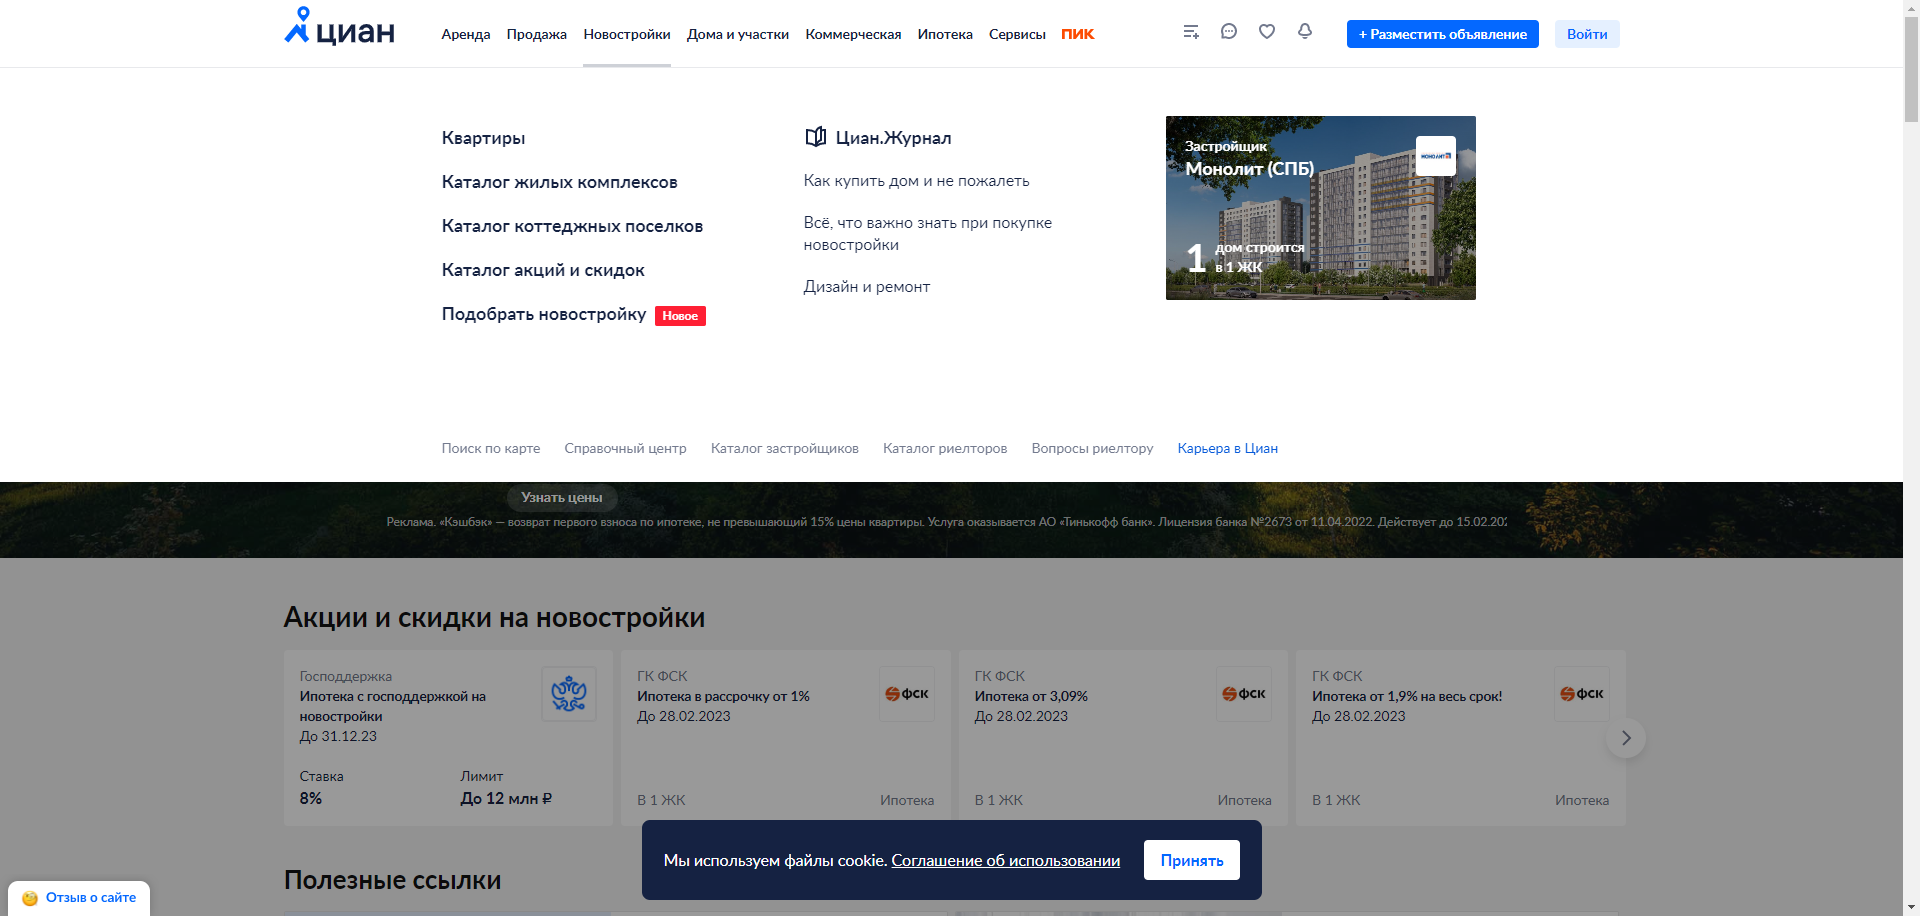 циан
Аренда Продажа Новостройки Дома и участки Коммерческая Ипотека Сервисы ПИК
+ Разместить объявление
Войти
Квартиры
Каталог жилых комплексов
Каталог коттеджных поселков
Каталог акций и скидок
Подобрать новостройку Новое
Циан.Журнал
Как купить дом и не пожалеть
Всё, что важно знать при покупке
новостройки
Дизайн и ремонт
Застройщик
Монолит (СПБ)
МОНОЛИТ
1 дом строится
в 1 ЖК
Поиск по карте Справочный центр Каталог застройщиков Каталог риелторов Вопросы риелтору Карьера в Циан
Узнать цены
Реклама. «Кэшбэк» — возврат первого взноса по ипотеке, не превышающий 15% цены квартиры. Услуга оказывается АО «Тинькофф банк». Лицензия банка №2673 от 11.04.2022. Действует до 15.02.202
Акции и скидки на новостройки
Господдержка
Ипотека с господдержкой на
новостройки
До 31.12.23
Ставка Лимит
8% До 12 млн ₽
ГК ФСК
Ипотека в рассрочку от 1%
До 28.02.2023
ФСК
В 1 ЖК Ипотека
ГК ФСК
Ипотека от 3,09%
До 28.02.2023
ФСК
В 1 ЖК Ипотека
ГК ФСК
Ипотека от 1,9% на весь срок!
До 28.02.2023
ФСК
В 1 ЖК Ипотека
Мы используем файлы cookie. Соглашение об использовании
Принять
Полезные ссылки
Отзыв о сайте